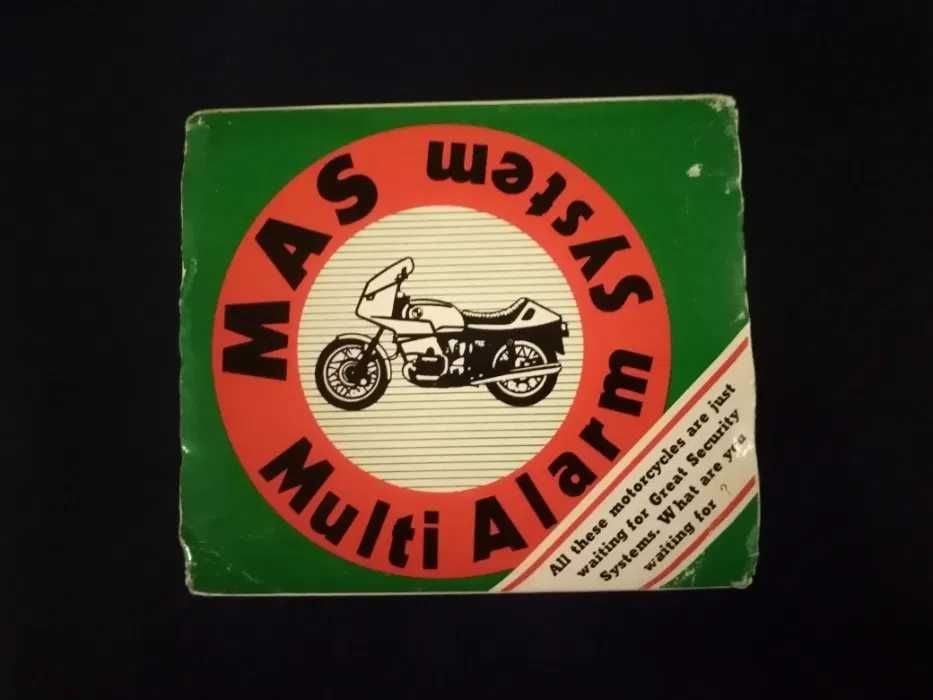 MAS
Multi Alarm System
All these motorcycles are just
waiting for Great Security
Systems. What are you
waiting for ?